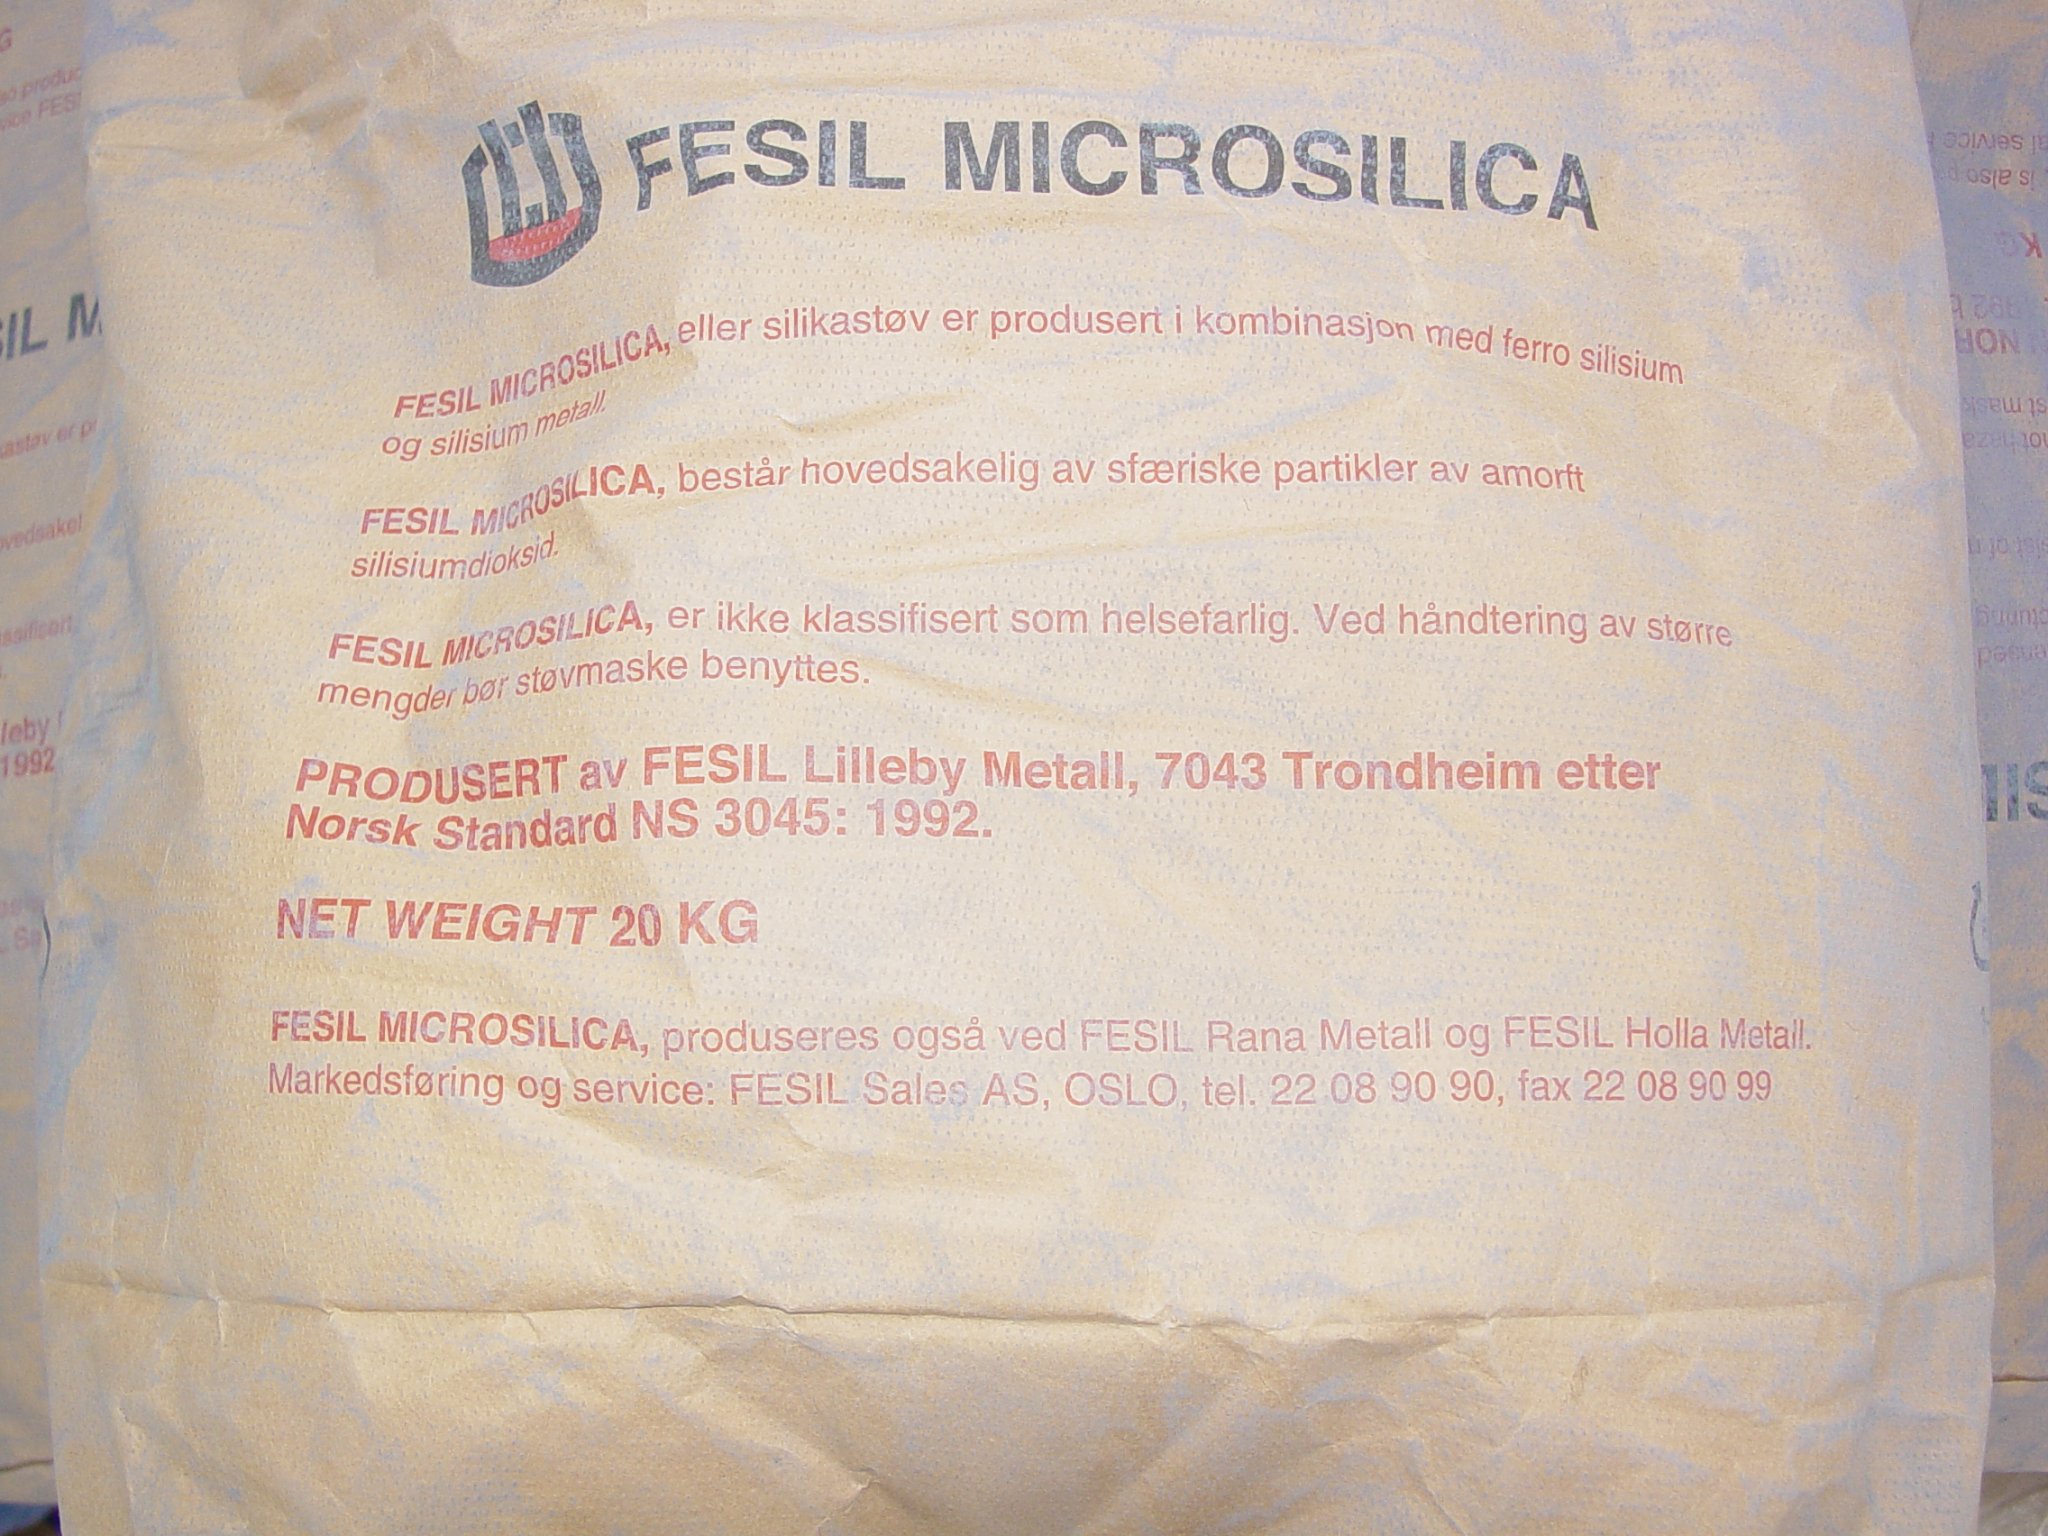 FESIL MICROSILICA
FESIL MICROSILICA, eller silikastøv er produsert i kombinasjon med ferro silisium
og silisium metall.
FESIL MICROSILICA, består hovedsakelig av sfæriske partikler av amorft
silisiumdioksid.
FESIL MICROSILICA, er ikke klassifisert som helsefarlig. Ved håndtering av større
mengder bør støvmaske benyttes.
PRODUSERT av FESIL Lilleby Metall, 7043 Trondheim etter
Norsk Standard NS 3045: 1992.
NET WEIGHT 20 KG
FESIL MICROSILICA, produseres også ved FESIL Rana Metall og FESIL Holla Metall.
Markedsføring og service: FESIL Sales AS, OSLO, tel. 22 08 90 90, fax 22 08 90 99